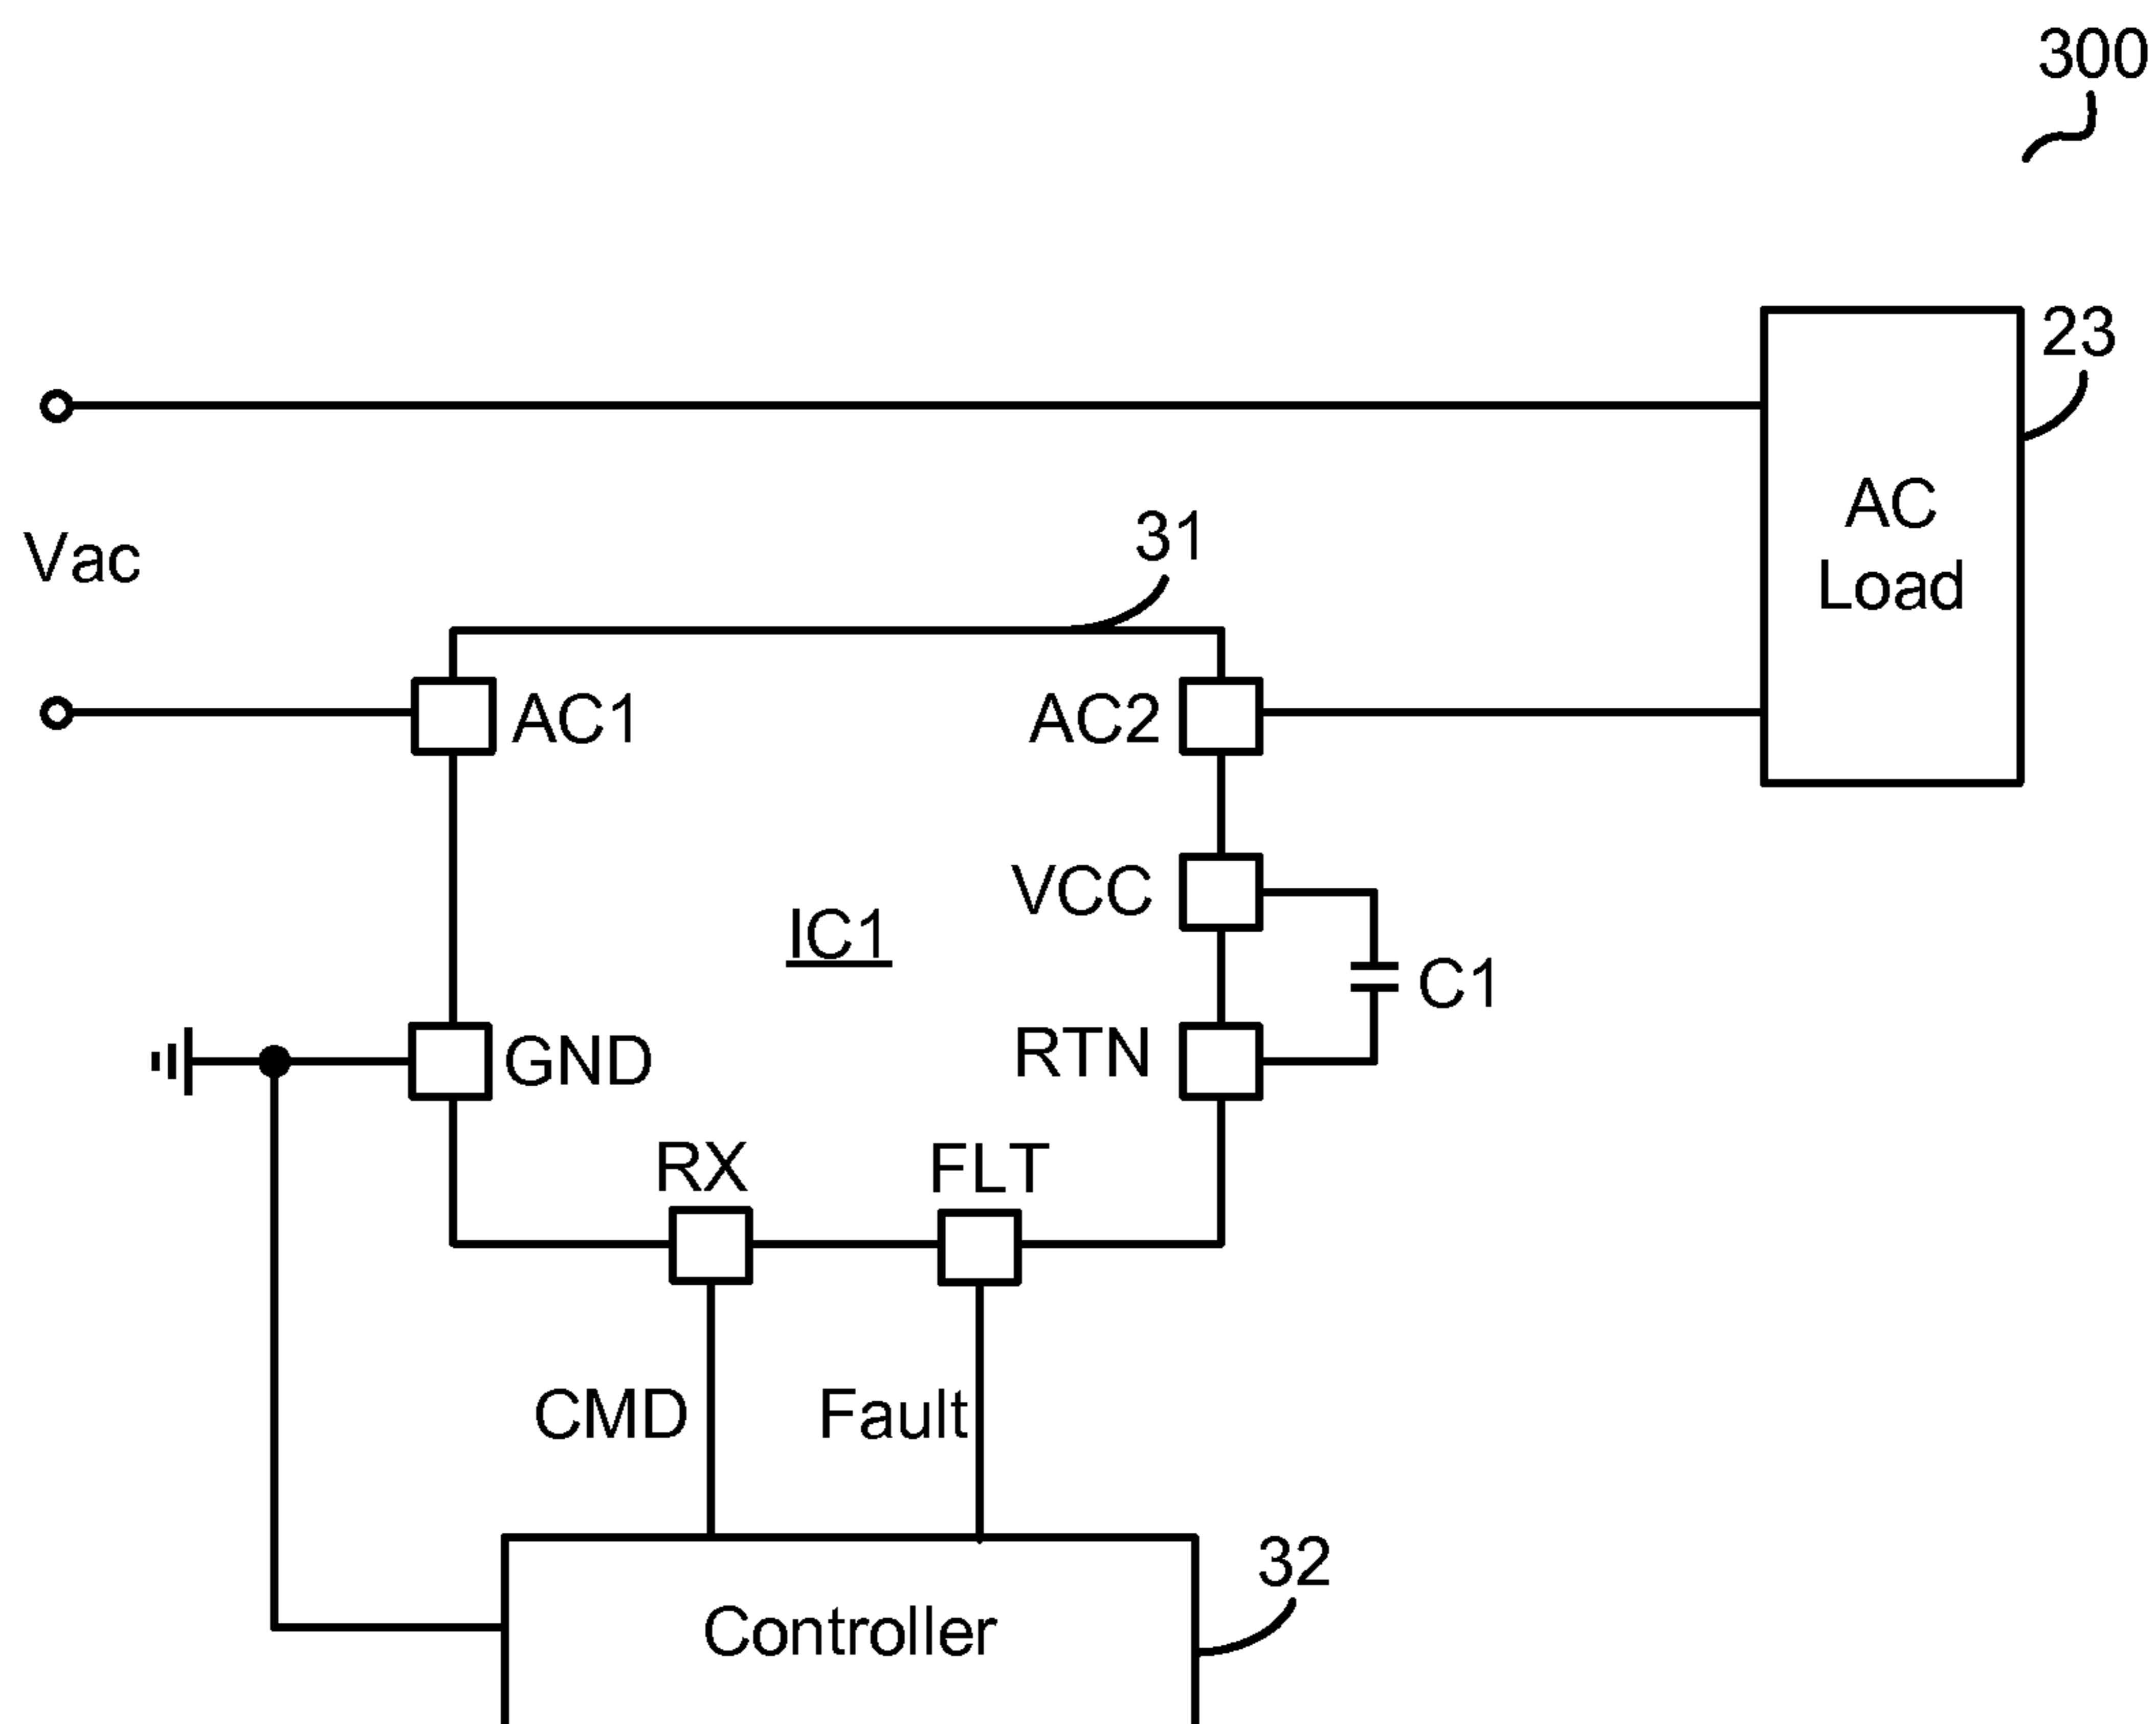 300
23
AC
Load
Vac
31
AC1
AC2
VCC
IC1
C1
GND
RTN
RX
FLT
CMD
Fault
32
Controller